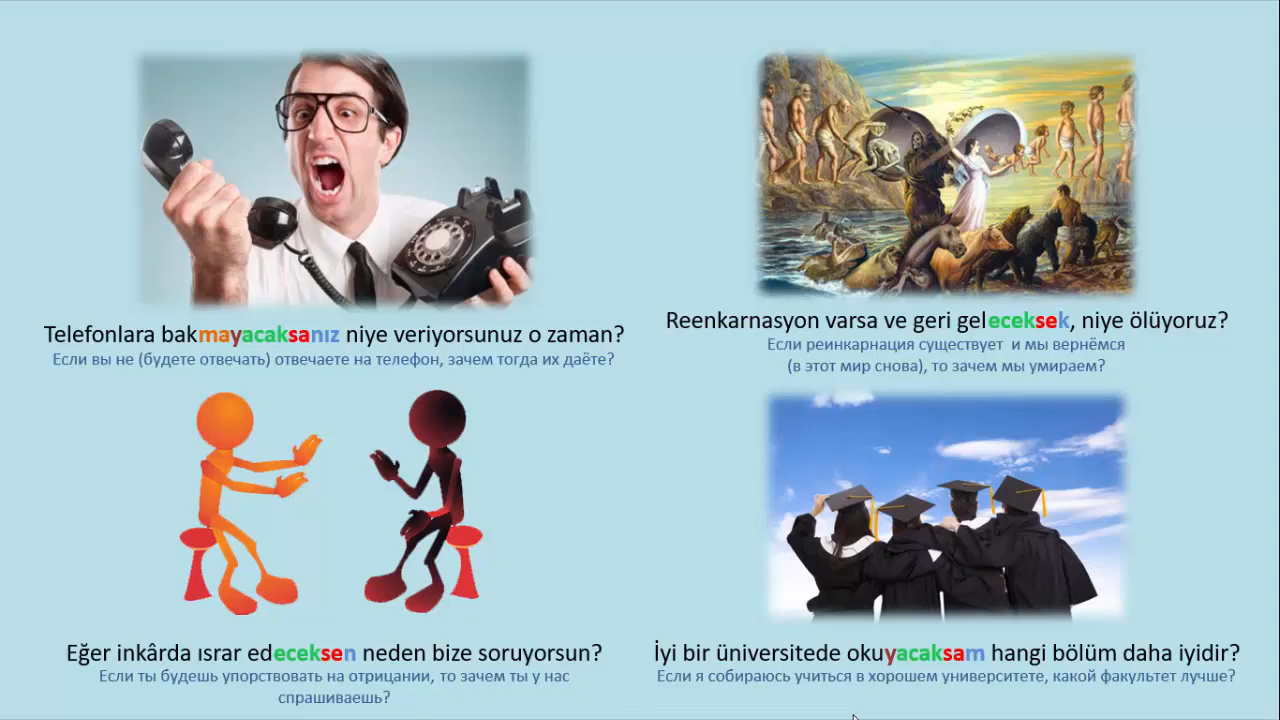 Telefonlara bakmayacaksanız niye veriyorsunuz o zaman?
Если вы не (будете отвечать) отвечаете на телефон, зачем тогда их даёте?
Reenkarnasyon varsa ve geri geleceksek, niye ölüyoruz?
Если реинкарнация существует и мы вернёмся
(в этот мир снова), то зачем мы умираем?
Eğer inkârda ısrar edeceksen neden bize soruyorsun?
Если ты будешь упорствовать на отрицании, то зачем ты у нас
спрашиваешь?
İyi bir üniversitede okuyacaksam hangi bölüm daha iyidir?
Если я собираюсь учиться в хорошем университете, какой факультет лучше?